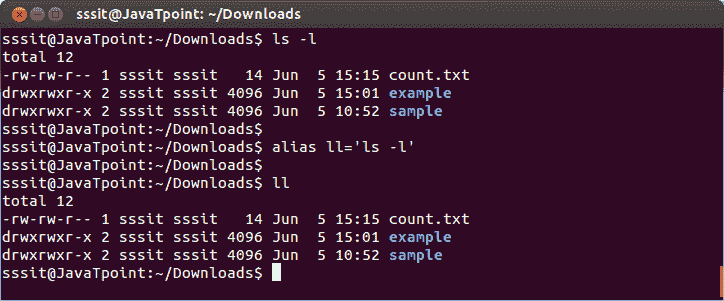 sssit@JavaTpoint: ~/Downloads
sssit@JavaTpoint:~/Downloads$ ls -l
total 12
-rw-rw-r-- 1 sssit sssit   14 Jun  5 15:15 count.txt
drwxrwxr-x 2 sssit sssit 4096 Jun  5 15:01 example
drwxrwxr-x 2 sssit sssit 4096 Jun  5 10:52 sample
sssit@JavaTpoint:~/Downloads$
sssit@JavaTpoint:~/Downloads$ alias ll='ls -l'
sssit@JavaTpoint:~/Downloads$
sssit@JavaTpoint:~/Downloads$ ll
total 12
-rw-rw-r-- 1 sssit sssit   14 Jun  5 15:15 count.txt
drwxrwxr-x 2 sssit sssit 4096 Jun  5 15:01 example
drwxrwxr-x 2 sssit sssit 4096 Jun  5 10:52 sample
sssit@JavaTpoint:~/Downloads$